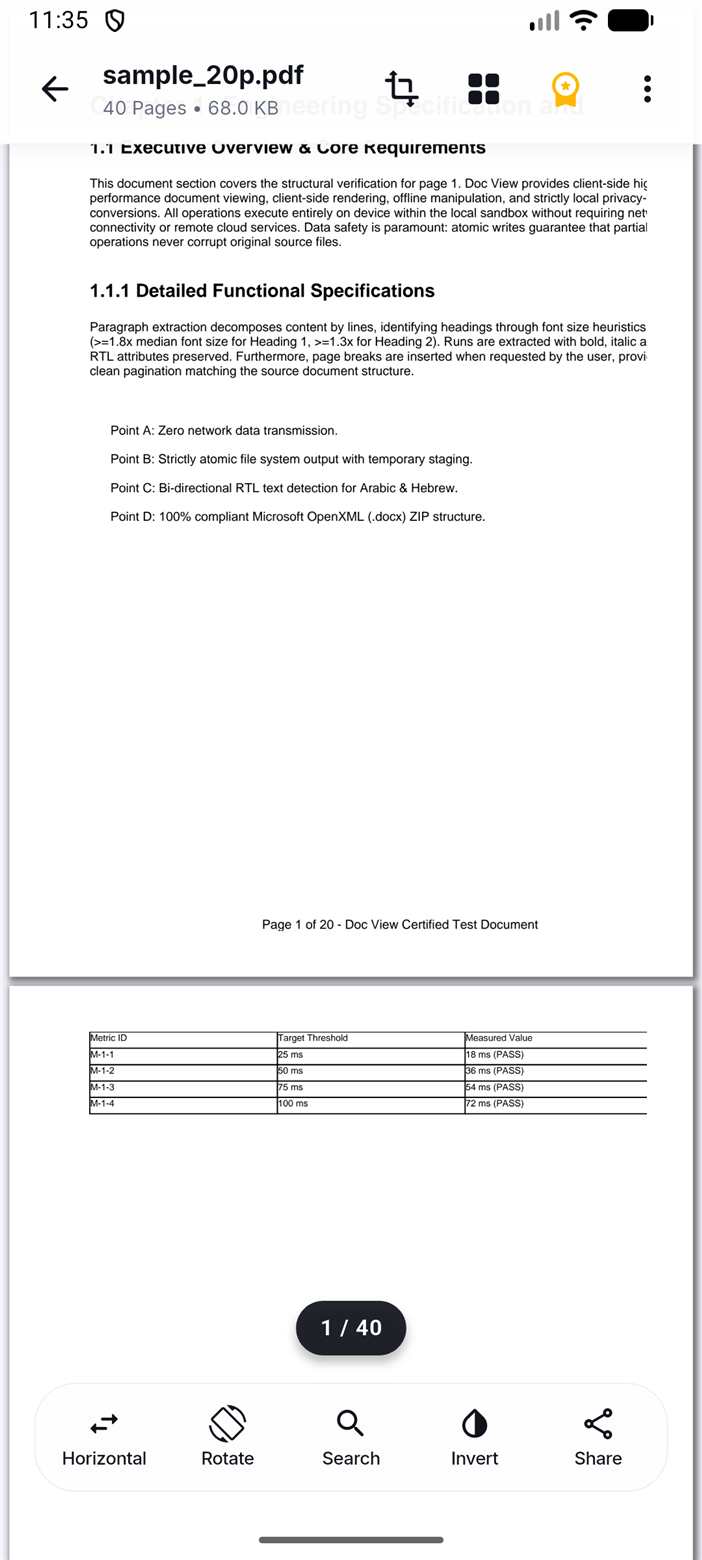 11:35
sample_20p.pdf
40 Pages • 68.0 KB
1.1 Executive Overview & Core Requirements
This document section covers the structural verification for page 1. Doc View provides client-side
performance document viewing, client-side rendering, offline manipulation, and strictly local privacy-
conversions. All operations execute entirely on device within the local sandbox without requiring
connectivity or remote cloud services. Data safety is paramount: atomic writes guarantee that partial
operations never corrupt original source files.
1.1.1 Detailed Functional Specifications
Paragraph extraction decomposes content by lines, identifying headings through font size heuristics
(>=1.8x median font size for Heading 1, >=1.3x for Heading 2). Runs are extracted with bold, italic a
RTL attributes preserved. Furthermore, page breaks are inserted when requested by the user,
clean pagination matching the source document structure.
Point A: Zero network data transmission.
Point B: Strictly atomic file system output with temporary staging.
Point C: Bi-directional RTL text detection for Arabic & Hebrew.
Point D: 100% compliant Microsoft OpenXML (.docx) ZIP structure.
Page 1 of 20 - Doc View Certified Test Document
Metric ID Target Threshold Measured Value
M-1-1 25 ms 18 ms (PASS)
M-1-2 50 ms 36 ms (PASS)
M-1-3 75 ms 54 ms (PASS)
M-1-4 100 ms 72 ms (PASS)
1 / 40
Horizontal Rotate Search Invert Share